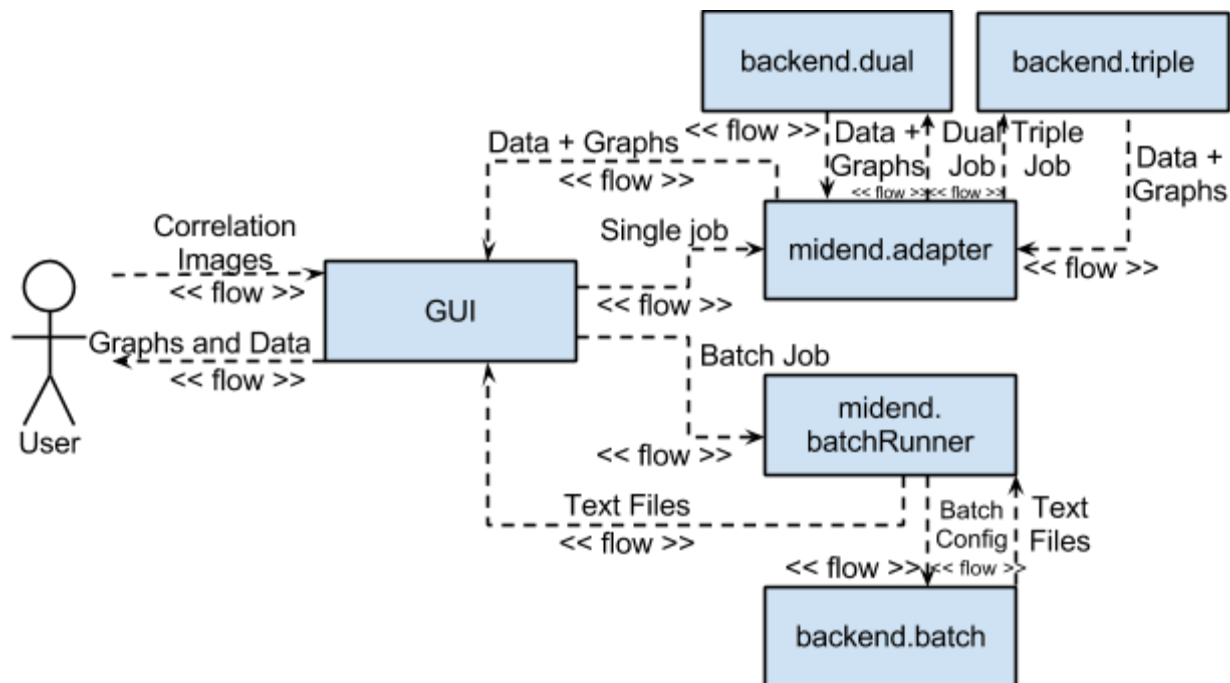 backend.dual
backend.triple
<< flow >>
Data +
Graphs
<< flow >>
Dual
Job
<< flow >>
Triple
Job
Data +
Graphs
<< flow >>
Data + Graphs
<< flow >>
Single job
<< flow >>
midend.adapter
Correlation
Images
<< flow >>
GUI
Graphs and Data
<< flow >>
User
Batch Job
<< flow >>
midend.
batchRunner
Text Files
<< flow >>
Batch
Config
<< flow >>
<< flow >>
Text
Files
backend.batch